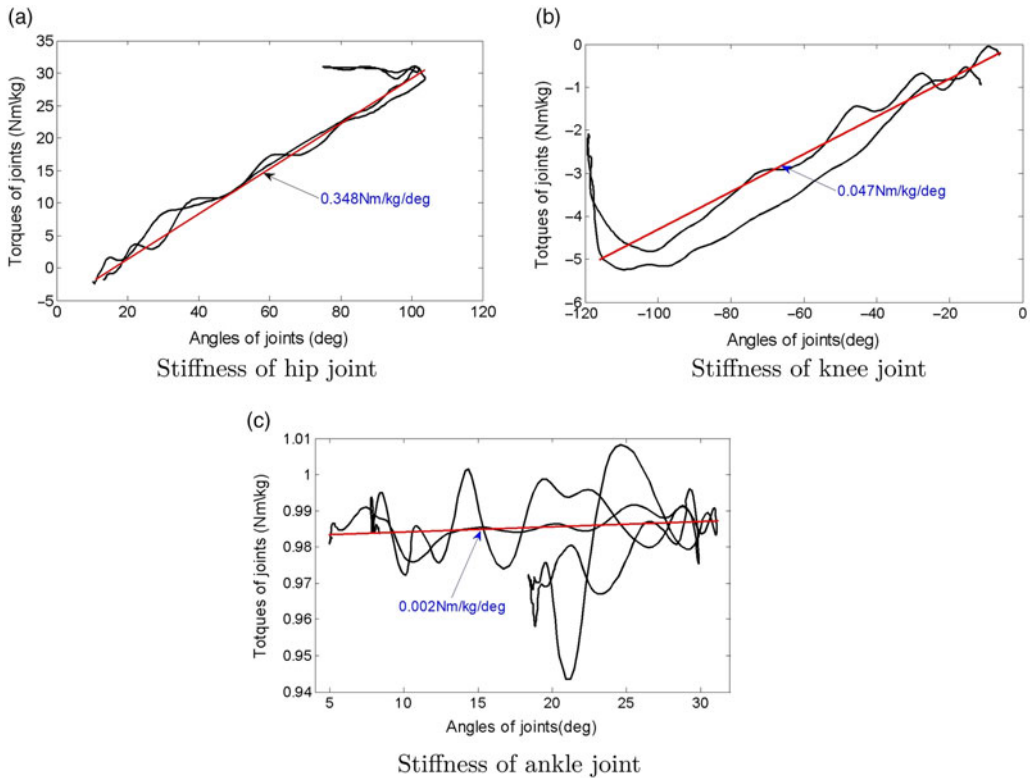 (a)
35
30
25
20
15
10
5
0
−5
0 20 40 60 80 100 120
Torques of joints (Nm\kg)
0.348Nm/kg/deg
Angles of joints (deg)
Stiffness of hip joint
(b)
0
−1
−2
−3
−4
−5
−6
−120 −100 −80 −60 −40 −20 0
Totques of joints (Nm\kg)
0.047Nm/kg/deg
Angles of joints(deg)
Stiffness of knee joint
(c)
1.01
1
0.99
0.98
0.97
0.96
0.95
0.94
5 10 15 20 25 30
Totques of joints (Nm\kg)
0.002Nm/kg/deg
Angles of joints(deg)
Stiffness of ankle joint